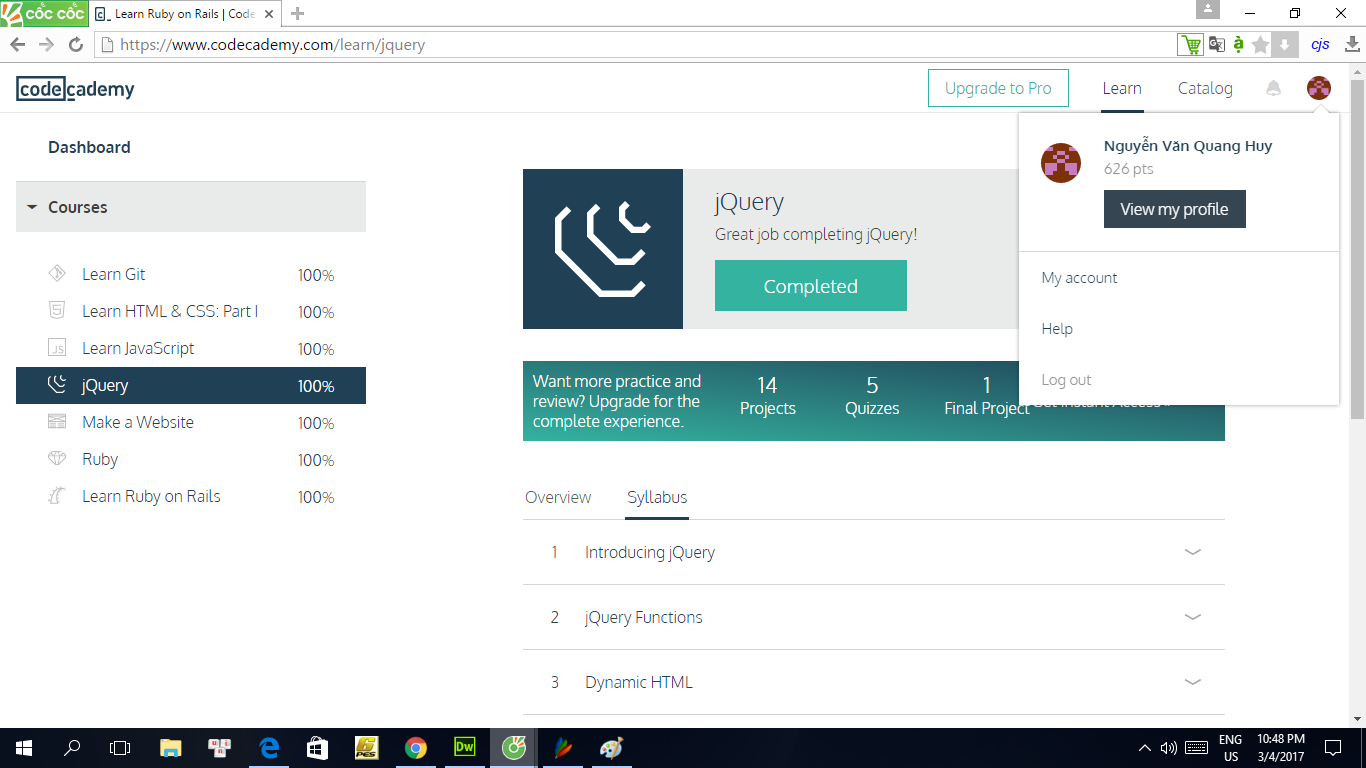 CỐC CỐC
Learn Ruby on Rails | Code
https://www.codecademy.com/learn/jquery
cjs
codecademy
Upgrade to Pro
Learn
Catalog
Dashboard
Courses
Learn Git 100%
Learn HTML & CSS: Part I 100%
Learn JavaScript 100%
jQuery 100%
Make a Website 100%
Ruby 100%
Learn Ruby on Rails 100%
jQuery
Great job completing jQuery!
Completed
Nguyễn Văn Quang Huy
626 pts
View my profile
My account
Help
Log out
Want more practice and
review? Upgrade for the
complete experience.
14
Projects
5
Quizzes
1
Final Project
Overview
Syllabus
1 Introducing jQuery
2 jQuery Functions
3 Dynamic HTML
JS
PES
Dw
ENG
US
10:48 PM
3/4/2017